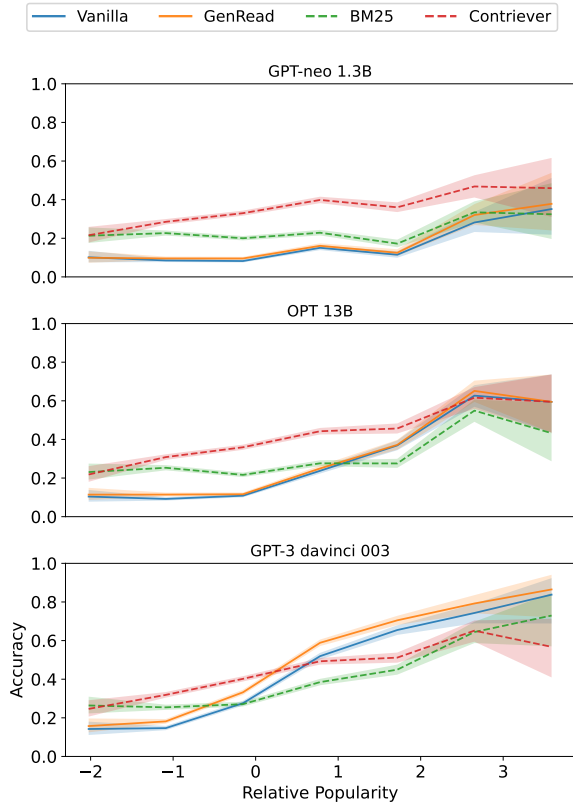 Vanilla GenRead BM25 Contriever
GPT-neo 1.3B
1.0
0.8
0.6
0.4
0.2
0.0
OPT 13B
1.0
0.8
0.6
0.4
0.2
0.0
GPT-3 davinci 003
1.0
0.8
0.6
0.4
0.2
0.0
Accuracy
−2 −1 0 1 2 3
Relative Popularity